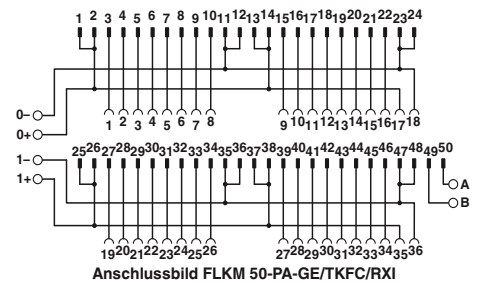 1 2 3 4 5 6 7 8 9 10 11 12 13 14 15 16 17 18 19 20 21 22 23 24
0−
0+
1 2 3 4 5 6 7 8 9 10 11 12 13 14 15 16 17 18
1−
1+
25 26 27 28 29 30 31 32 33 34 35 36 37 38 39 40 41 42 43 44 45 46 47 48 49 50
A
B
19 20 21 22 23 24 25 26 27 28 29 30 31 32 33 34 35 36
Anschlussbild FLKM 50-PA-GE/TKFC/RXI